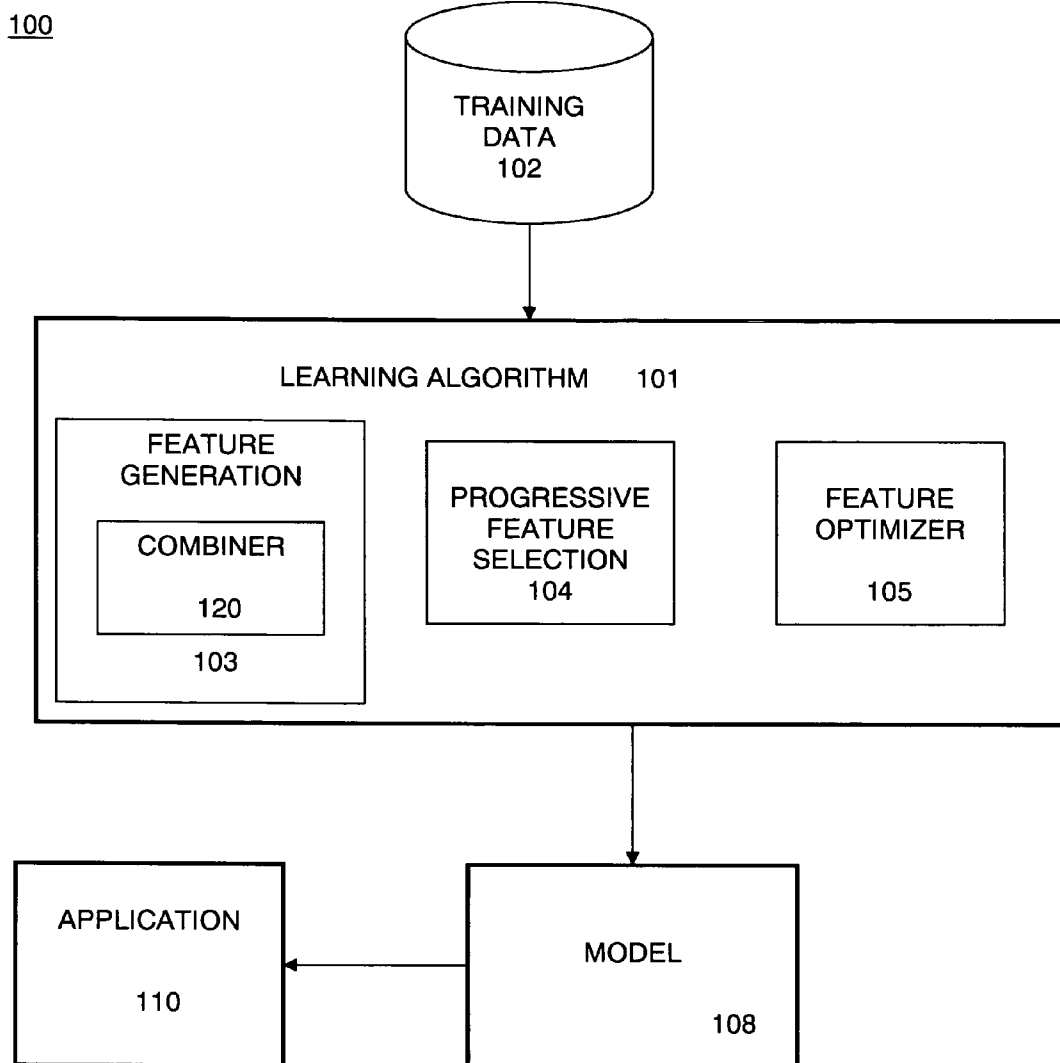 100
TRAINING
DATA
102
LEARNING ALGORITHM 101
FEATURE
GENERATION
COMBINER
120
103
PROGRESSIVE
FEATURE
SELECTION
104
FEATURE
OPTIMIZER
105
APPLICATION
110
MODEL
108